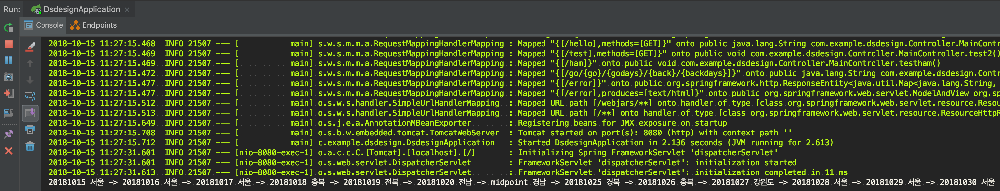 Run: DsdesignApplication
Console Endpoints
2018-10-15 11:27:15.468 INFO 21507 --- [ main] s.w.s.m.m.a.RequestMappingHandlerMapping : Mapped "{[/hello],methods=[GET]}" onto public java.lang.String com.example.dsdesign.Controller.MainContr
2018-10-15 11:27:15.469 INFO 21507 --- [ main] s.w.s.m.m.a.RequestMappingHandlerMapping : Mapped "{[/test],methods=[GET]}" onto public void com.example.dsdesign.Controller.MainController.test2()
2018-10-15 11:27:15.469 INFO 21507 --- [ main] s.w.s.m.m.a.RequestMappingHandlerMapping : Mapped "{[/ham]}" onto public void com.example.dsdesign.Controller.MainController.testham()
2018-10-15 11:27:15.472 INFO 21507 --- [ main] s.w.s.m.m.a.RequestMappingHandlerMapping : Mapped "{[/go/{go}/{godays}/{back}/{backdays}]}" onto public java.lang.String com.example.dsdesign.Contr
2018-10-15 11:27:15.477 INFO 21507 --- [ main] s.w.s.m.m.a.RequestMappingHandlerMapping : Mapped "{[/error]}" onto public org.springframework.http.ResponseEntity<java.util.Map<java.lang.String,
2018-10-15 11:27:15.477 INFO 21507 --- [ main] s.w.s.m.m.a.RequestMappingHandlerMapping : Mapped "{[/error],produces=[text/html]}" onto public org.springframework.web.servlet.ModelAndView org.sp
2018-10-15 11:27:15.512 INFO 21507 --- [ main] o.s.w.s.handler.SimpleUrlHandlerMapping : Mapped URL path [/webjars/**] onto handler of type [class org.springframework.web.servlet.resource.Resou
2018-10-15 11:27:15.513 INFO 21507 --- [ main] o.s.w.s.handler.SimpleUrlHandlerMapping : Mapped URL path [/**] onto handler of type [class org.springframework.web.servlet.resource.ResourceHttpR
2018-10-15 11:27:15.649 INFO 21507 --- [ main] o.s.j.e.a.AnnotationMBeanExporter : Registering beans for JMX exposure on startup
2018-10-15 11:27:15.708 INFO 21507 --- [ main] o.s.b.w.embedded.tomcat.TomcatWebServer : Tomcat started on port(s): 8080 (http) with context path ''
2018-10-15 11:27:15.712 INFO 21507 --- [ main] c.example.dsdesign.DsdesignApplication : Started DsdesignApplication in 2.136 seconds (JVM running for 2.613)
2018-10-15 11:27:31.601 INFO 21507 --- [nio-8080-exec-1] o.a.c.c.C.[Tomcat].[localhost].[/] : Initializing Spring FrameworkServlet 'dispatcherServlet'
2018-10-15 11:27:31.601 INFO 21507 --- [nio-8080-exec-1] o.s.web.servlet.DispatcherServlet : FrameworkServlet 'dispatcherServlet': initialization started
2018-10-15 11:27:31.613 INFO 21507 --- [nio-8080-exec-1] o.s.web.servlet.DispatcherServlet : FrameworkServlet 'dispatcherServlet': initialization completed in 11 ms
20181015 서울 -> 20181016 서울 -> 20181017 서울 -> 20181018 충북 -> 20181019 전북 -> 20181020 전남 -> midpoint 경남 -> 20181025 경북 -> 20181026 충북 -> 20181027 강원도 -> 20181028 서울 -> 20181029 서울 -> 20181030 서울